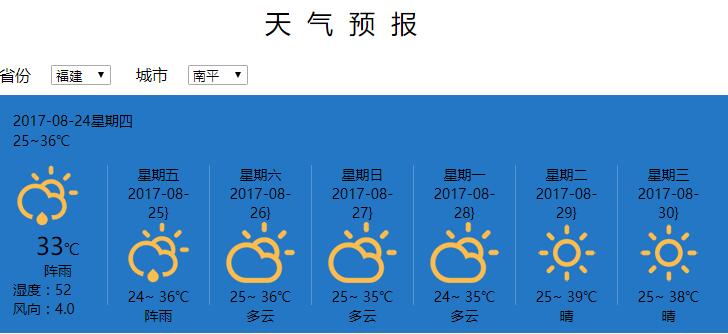 天 气 预 报
省份 福建 城市 南平
2017-08-24星期四
25~36℃
33℃
阵雨
湿度：52
风向：4.0
星期五
2017-08-
25}
24~ 36℃
阵雨
星期六
2017-08-
26}
25~ 36℃
多云
星期日
2017-08-
27}
25~ 35℃
多云
星期一
2017-08-
28}
24~ 35℃
多云
星期二
2017-08-
29}
25~ 39℃
晴
星期三
2017-08-
30}
25~ 38℃
晴